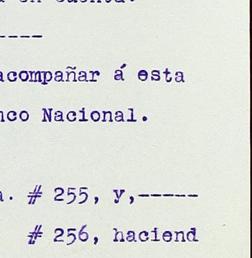 en cuenta.
-----
acompañar á esta
nco Nacional.
a. # 255, y,-----
# 256, haciend